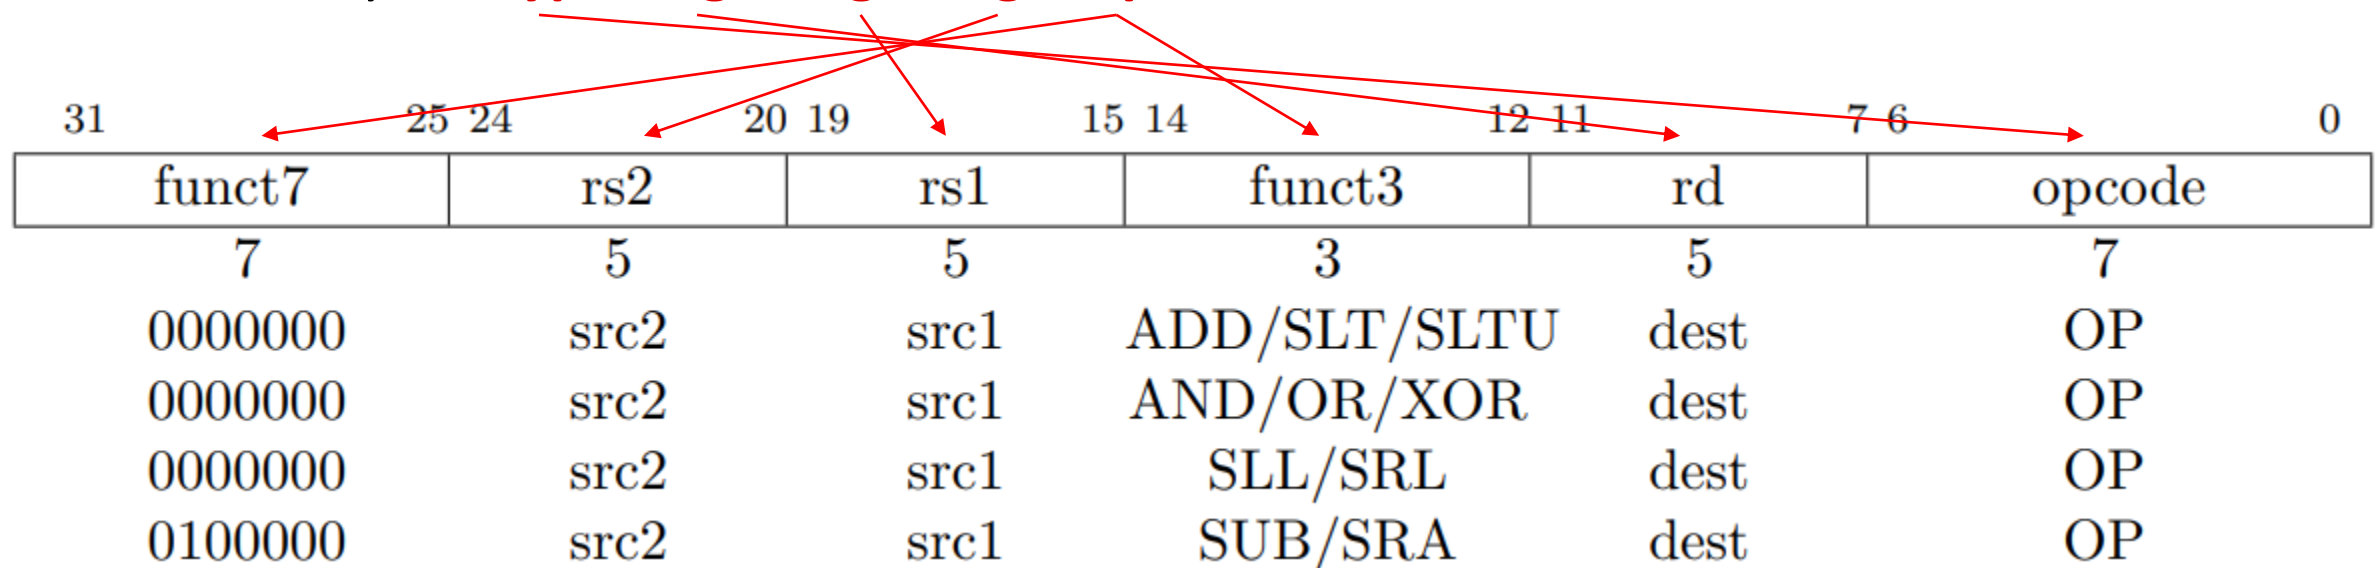 31 25 24 20 19 15 14 12 11 7 6 0
funct7 rs2 rs1 funct3 rd opcode
7 5 5 3 5 7
0000000 src2 src1 ADD/SLT/SLTU dest OP
0000000 src2 src1 AND/OR/XOR dest OP
0000000 src2 src1 SLL/SRL dest OP
0100000 src2 src1 SUB/SRA dest OP